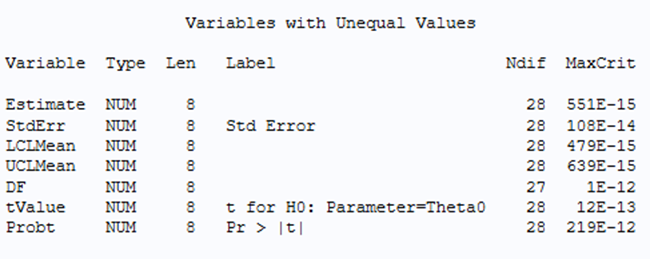 Variables with Unequal Values
Variable Type Len Label Ndif MaxCrit
Estimate NUM 8 28 551E-15
StdErr NUM 8 Std Error 28 108E-14
LCLMean NUM 8 28 479E-15
UCLMean NUM 8 28 639E-15
DF NUM 8 27 1E-12
tValue NUM 8 t for H0: Parameter=Theta0 28 12E-13
Probt NUM 8 Pr > |t| 28 219E-12